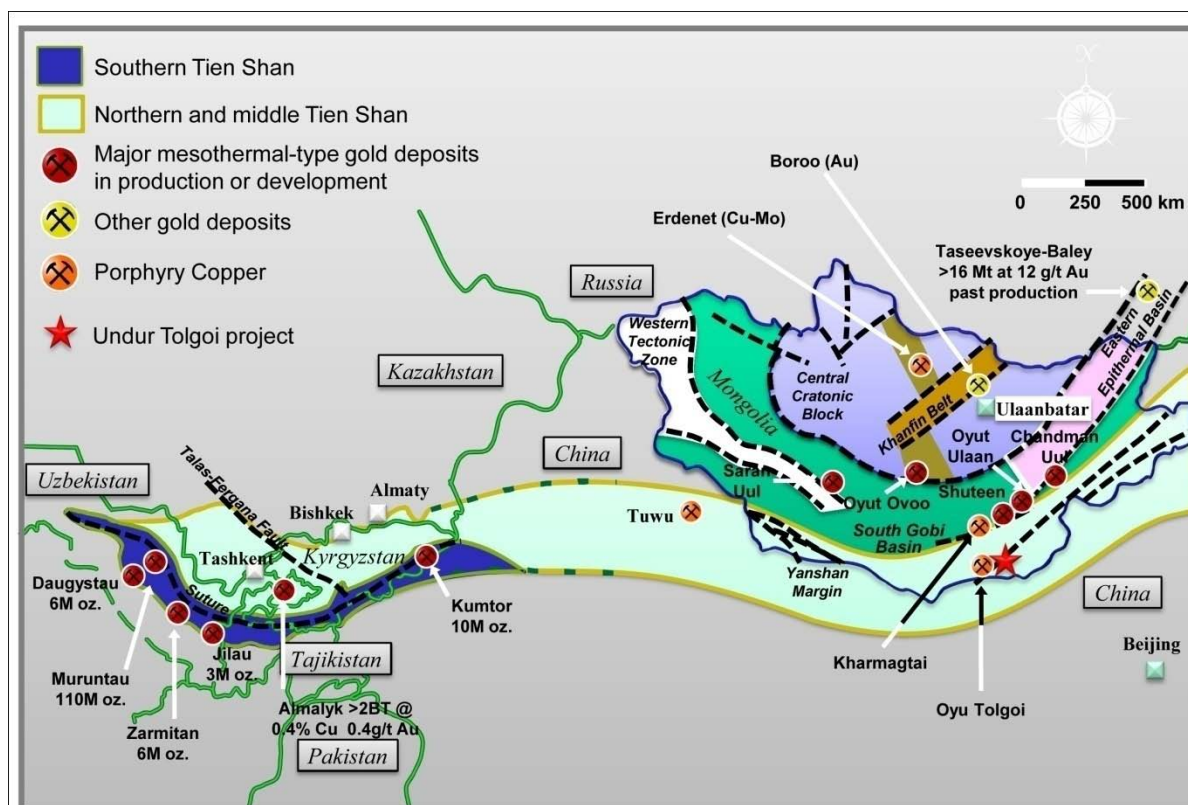 Southern Tien Shan
Northern and middle Tien Shan
Major mesothermal-type gold deposits
in production or development
Other gold deposits
Porphyry Copper
Undur Tolgoi project
N
0 250 500 km
Boroo (Au)
Erdenet (Cu-Mo)
Taseevskoye-Baley
>16 Mt at 12 g/t Au
past production
Russia
Western
Tectonic
Zone
Kazakhstan
Mongolia
Central
Cratonic
Block
Khanfin Belt
Eastern
Epithermal Basin
Ulaanbatar
Oyut
Ulaan
Chandman
Uul
China
Saran
Uul
Oyut Ovoo
Shuteen
South Gobi
Basin
Uzbekistan
Talas-Fergana Fault
Almaty
Bishkek
Tuwu
Tashkent
Kyrgyzstan
Yanshan
Margin
Daugystau
6M oz.
Suture
Kumtor
10M oz.
China
Jilau
3M oz.
Tajikistan
Kharmagtai
Beijing
Muruntau
110M oz.
Zarmitan
6M oz.
Almalyk >2BT @
0.4% Cu 0.4g/t Au
Oyu Tolgoi
Pakistan